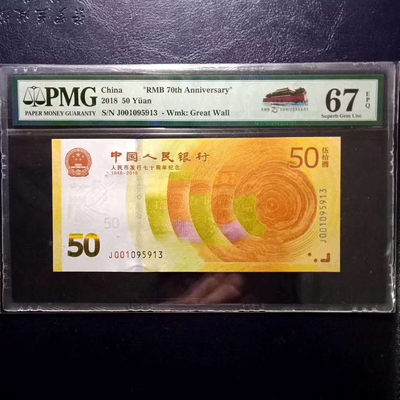 PMG
PAPER MONEY GUARANTY
China "RMB 70th Anniversary"
2018 50 Yüan
S/N J001095913 - Wmk: Great Wall
67 EPQ
Superb Gem Unc
中国人民银行
人民币发行七十周年纪念
1948-2018
50 伍拾圆
J001095913
50
J001095913